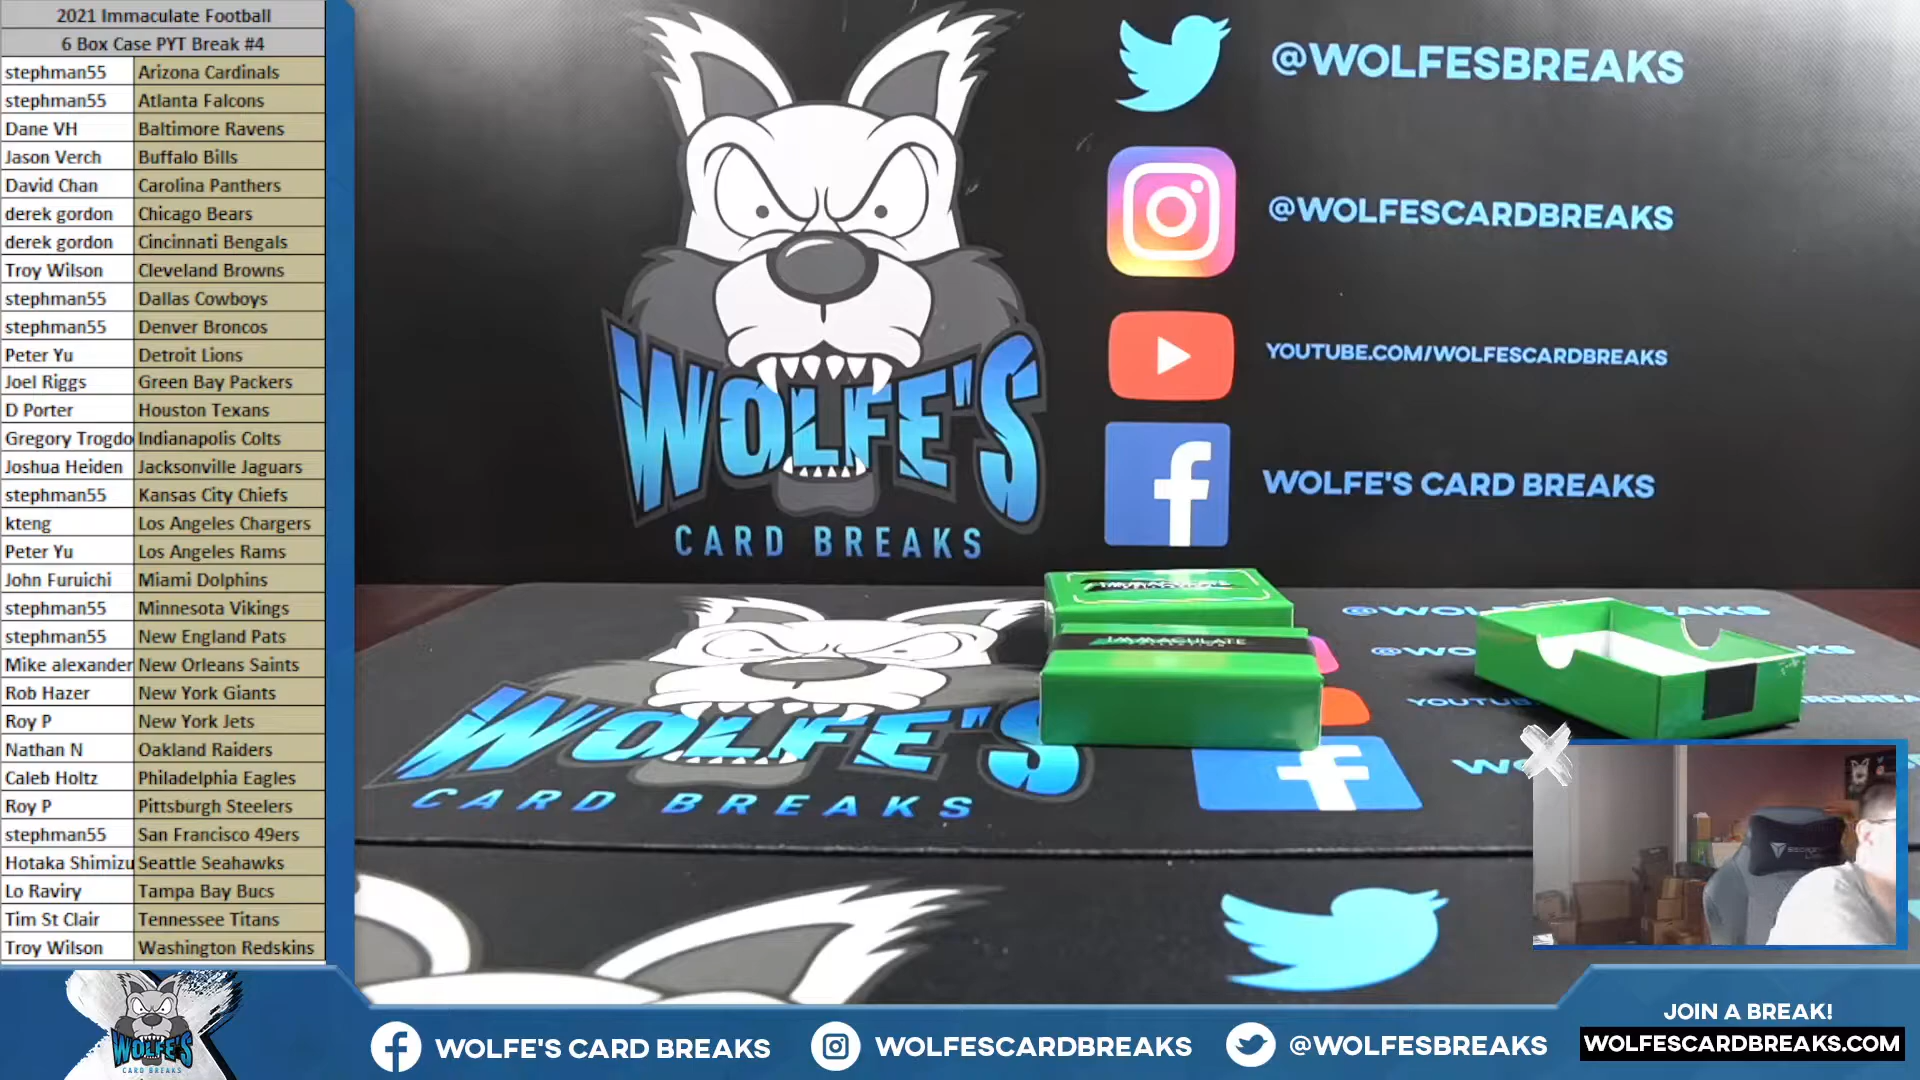 2021 Immaculate Football
6 Box Case PYT Break #4
stephman55 Arizona Cardinals
stephman55 Atlanta Falcons
Dane VH Baltimore Ravens
Jason Verch Buffalo Bills
David Chan Carolina Panthers
derek gordon Chicago Bears
derek gordon Cincinnati Bengals
Troy Wilson Cleveland Browns
stephman55 Dallas Cowboys
stephman55 Denver Broncos
Peter Yu Detroit Lions
Joel Riggs Green Bay Packers
D Porter Houston Texans
Gregory Trogdo Indianapolis Colts
Joshua Heiden Jacksonville Jaguars
stephman55 Kansas City Chiefs
kteng Los Angeles Chargers
Peter Yu Los Angeles Rams
John Furuichi Miami Dolphins
stephman55 Minnesota Vikings
stephman55 New England Pats
Mike alexander New Orleans Saints
Rob Hazer New York Giants
Roy P New York Jets
Nathan N Oakland Raiders
Caleb Holtz Philadelphia Eagles
Roy P Pittsburgh Steelers
stephman55 San Francisco 49ers
Hotaka Shimizu Seattle Seahawks
Lo Raviry Tampa Bay Bucs
Tim St Clair Tennessee Titans
Troy Wilson Washington Redskins
WOLFE'S
CARD BREAKS
@WOLFESBREAKS
@WOLFESCARDBREAKS
YOUTUBE.COM/WOLFESCARDBREAKS
WOLFE'S CARD BREAKS
IMMACULATE
IMMACULATE
COLLECTION
WOLFE'S
CARD BREAKS
WOLFE'S
CARD BREAKS
WOLFE'S CARD BREAKS
WOLFESCARDBREAKS
@WOLFESBREAKS
JOIN A BREAK!
WOLFESCARDBREAKS.COM